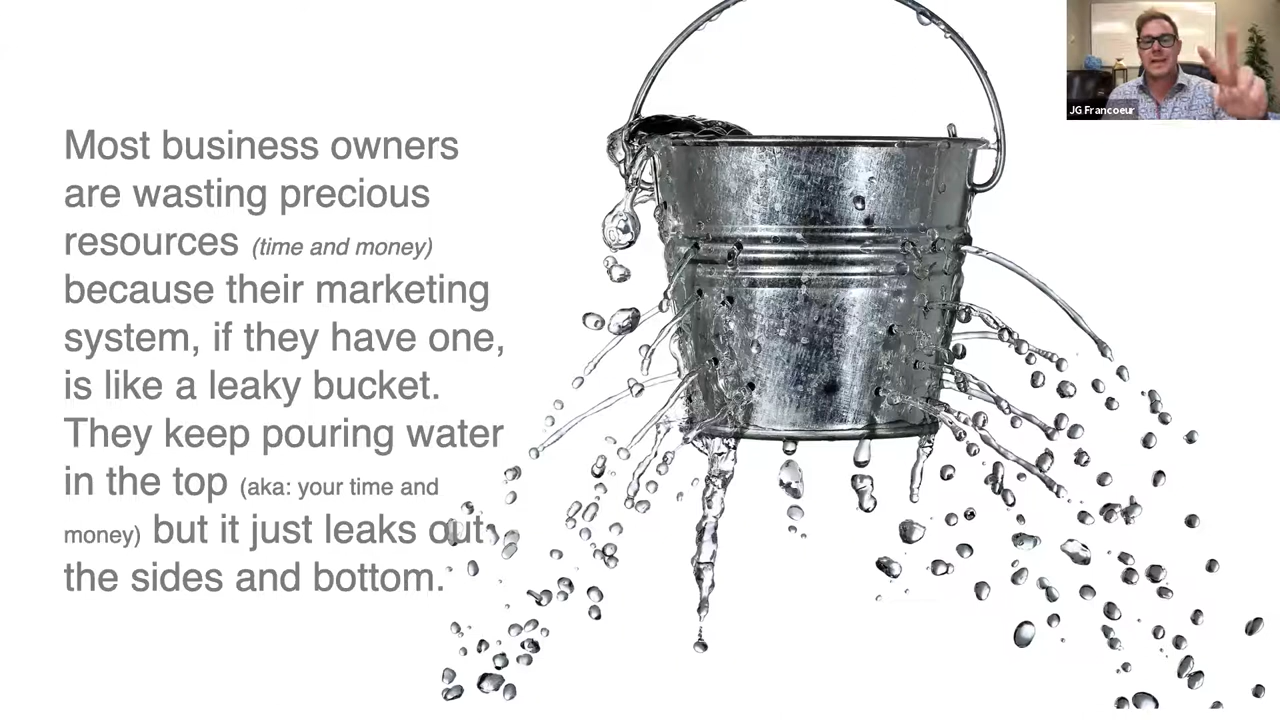 Most business owners
are wasting precious
resources (time and money)
because their marketing
system, if they have one,
is like a leaky bucket.
They keep pouring water
in the top (aka: your time and
money) but it just leaks out
the sides and bottom.
JG Francoeur